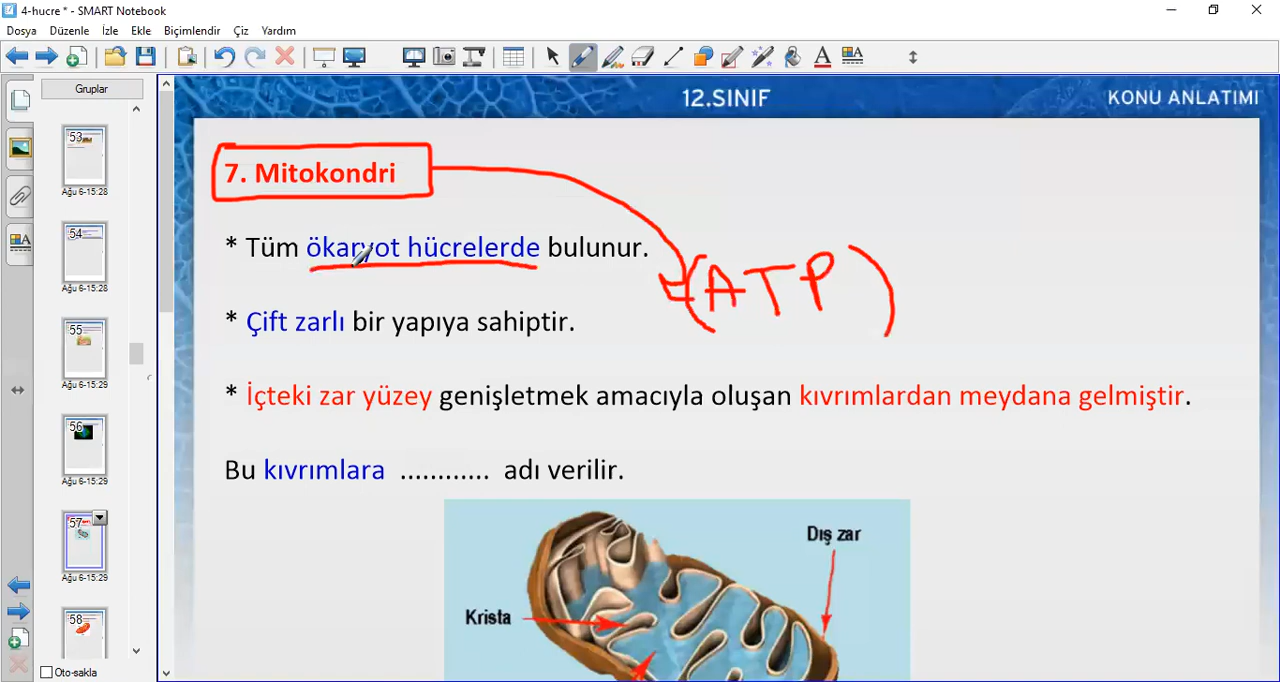 4-hucre * - SMART Notebook
Dosya Düzenle İzle Ekle Biçimlendir Çiz Yardım
Gruplar
53
Ağu 6-15:28
54
Ağu 6-15:28
55
Ağu 6-15:29
56
Ağu 6-15:29
57
Ağu 6-15:29
58
Oto-sakla
12.SINIF
KONU ANLATIMI
7. Mitokondri
* Tüm ökaryot hücrelerde bulunur.
(ATP)
* Çift zarlı bir yapıya sahiptir.
* İçteki zar yüzey genişletmek amacıyla oluşan kıvrımlardan meydana gelmiştir.
Bu kıvrımlara ............ adı verilir.
Dış zar
Krista